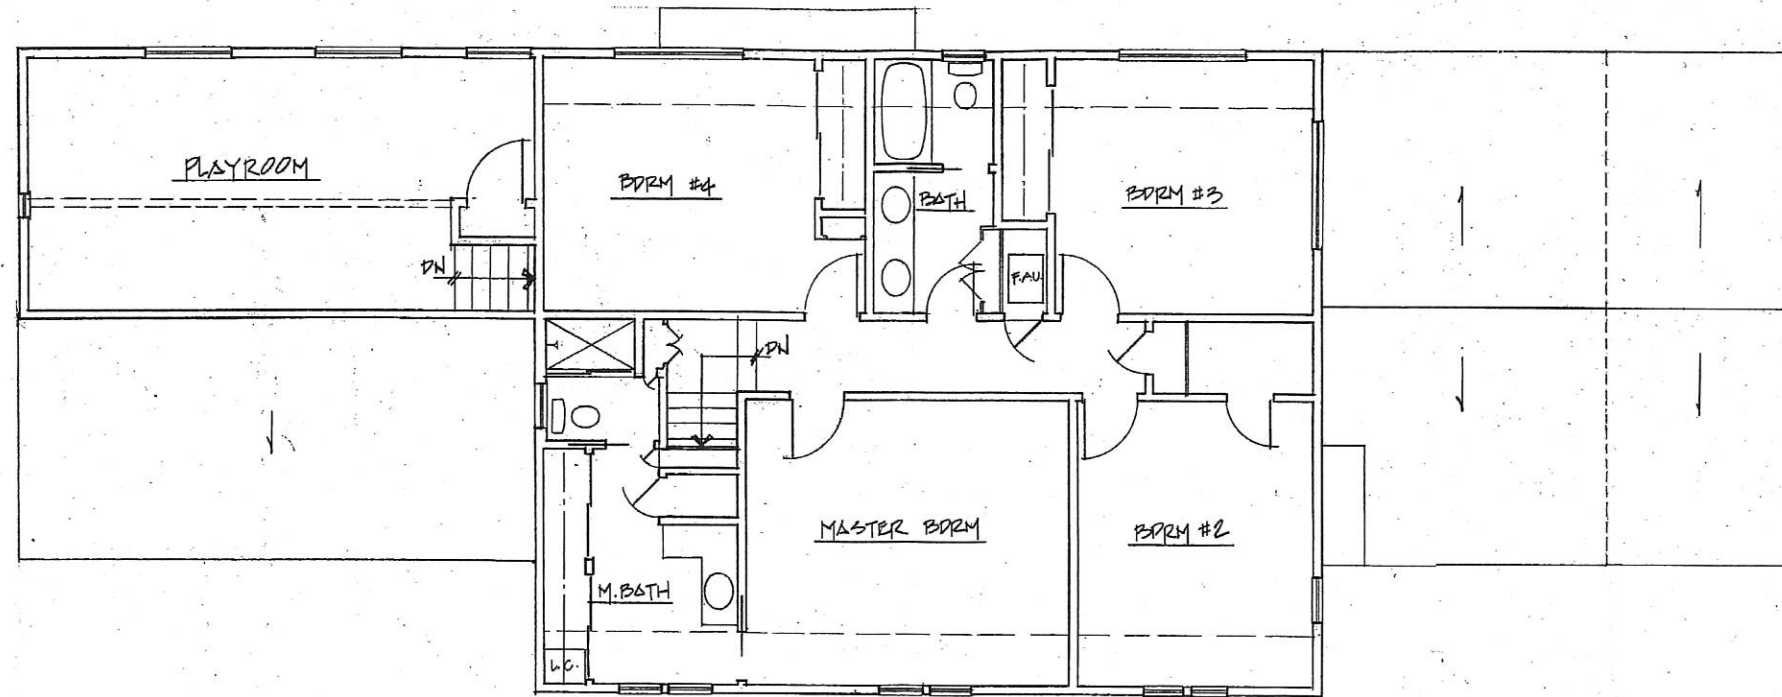 PLAYROOM
BDRM #4
BATH
BDRM #3
DN
F.A.U.
DN
MASTER BDRM
BDRM #2
M. BATH
L.C.